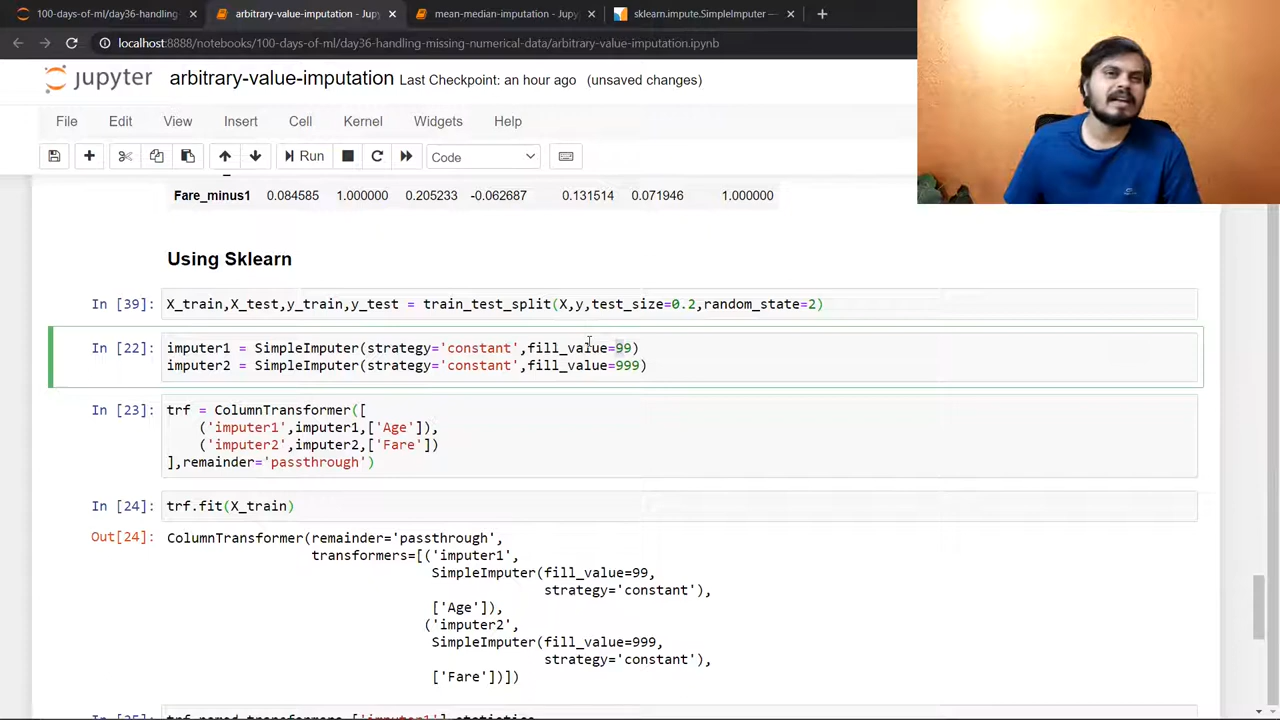 100-days-of-ml/day36-handling
arbitrary-value-imputation - Jupy
mean-median-imputation - Jupyt
sklearn.impute.SimpleImputer —
localhost:8888/notebooks/100-days-of-ml/day36-handling-missing-numerical-data/arbitrary-value-imputation.ipynb
jupyter arbitrary-value-imputation Last Checkpoint: an hour ago (unsaved changes)
File Edit View Insert Cell Kernel Widgets Help
Run Code
Fare_minus1 0.084585 1.000000 0.205233 -0.062687 0.131514 0.071946 1.000000
Using Sklearn
In [39]: X_train,X_test,y_train,y_test = train_test_split(X,y,test_size=0.2,random_state=2)
In [22]: imputer1 = SimpleImputer(strategy='constant',fill_value=99)
imputer2 = SimpleImputer(strategy='constant',fill_value=999)
In [23]: trf = ColumnTransformer([
('imputer1',imputer1,['Age']),
('imputer2',imputer2,['Fare'])
],remainder='passthrough')
In [24]: trf.fit(X_train)
Out[24]: ColumnTransformer(remainder='passthrough',
transformers=[('imputer1',
SimpleImputer(fill_value=99,
strategy='constant'),
['Age']),
('imputer2',
SimpleImputer(fill_value=999,
strategy='constant'),
['Fare'])])